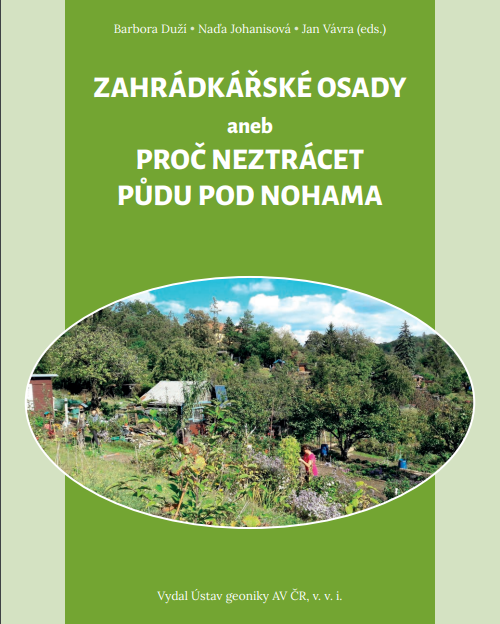 Barbora Duží • Naďa Johanisová • Jan Vávra (eds.)
ZAHRÁDKÁŘSKÉ OSADY
aneb
PROČ NEZTRÁCET
PŮDU POD NOHAMA
Vydal Ústav geoniky AV ČR, v. v. i.